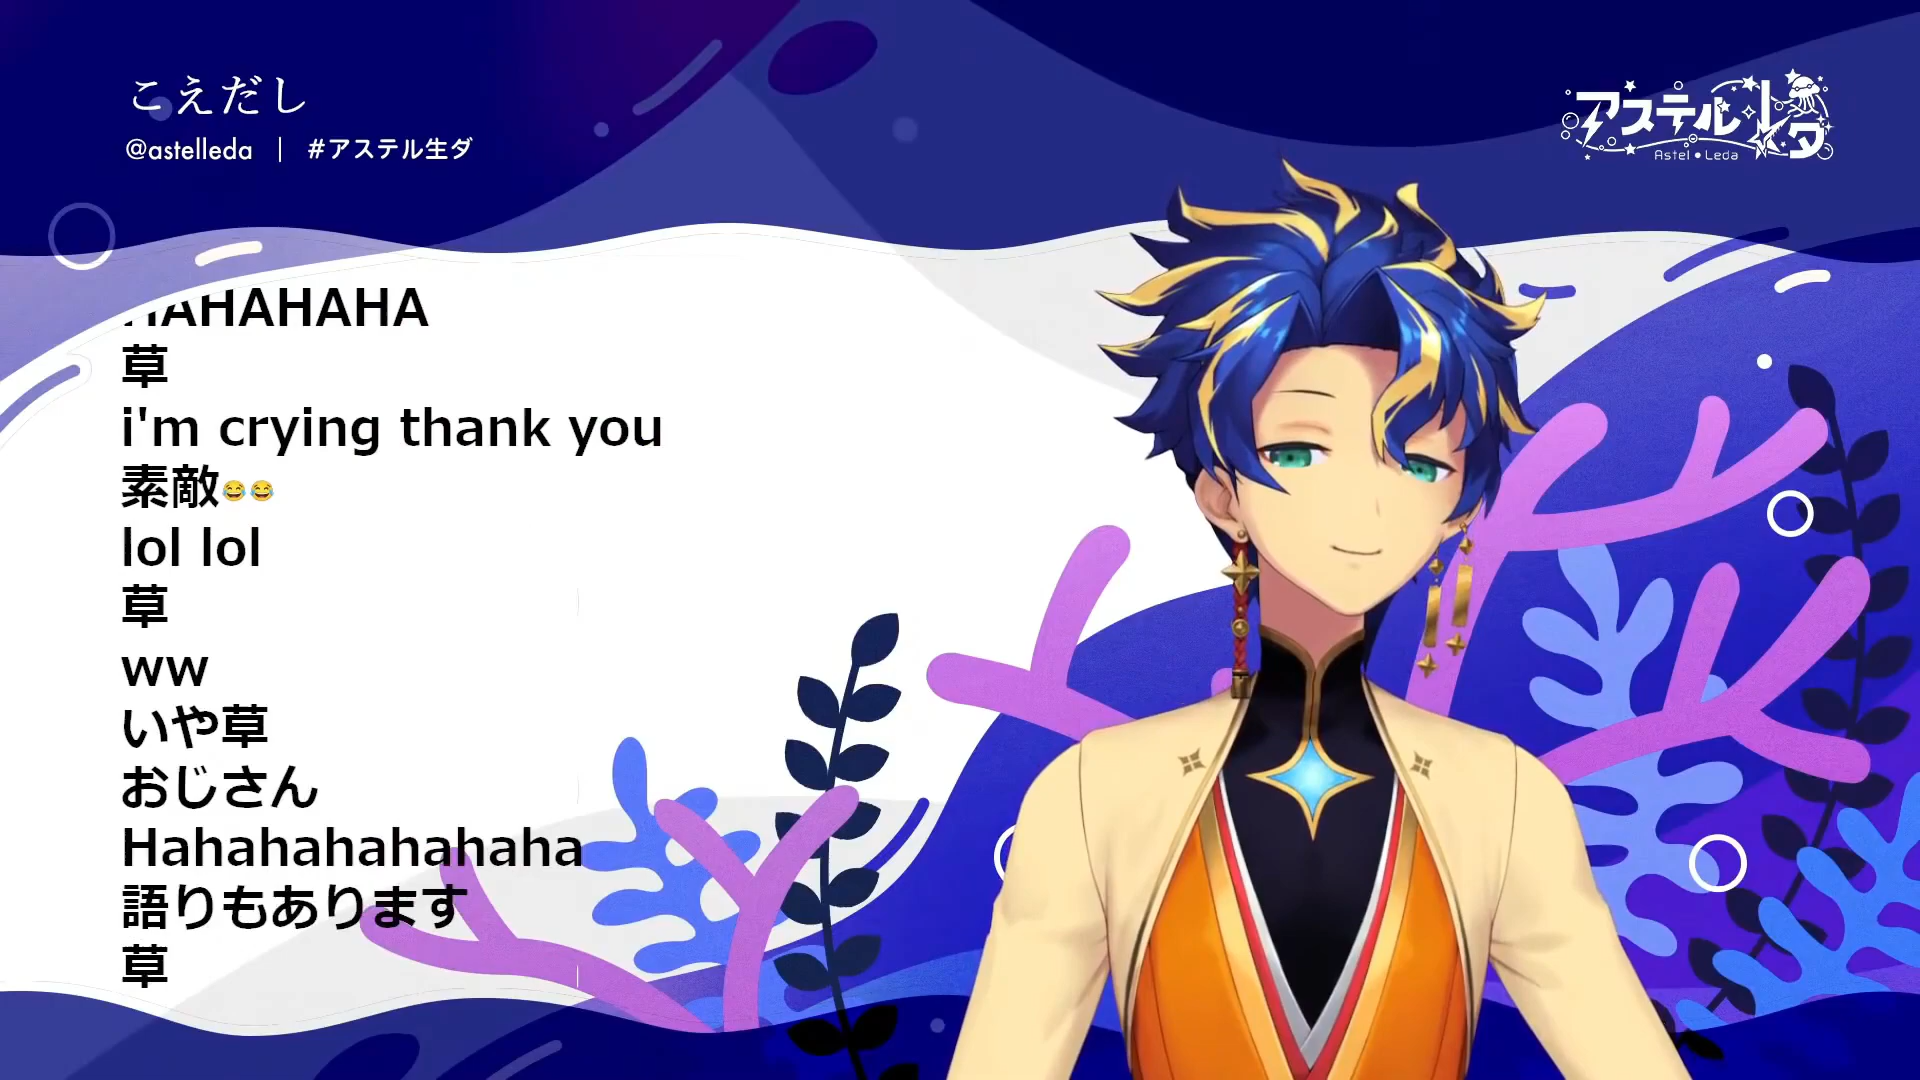 こえだし
@astelleda | #アステル生ダ
アステル・レダ
Astel • Leda
HAHAHAHA
草
i'm crying thank you
素敵😂😂
lol lol
草
ww
いや草
おじさん
Hahahahahahaha
語りもあります
草